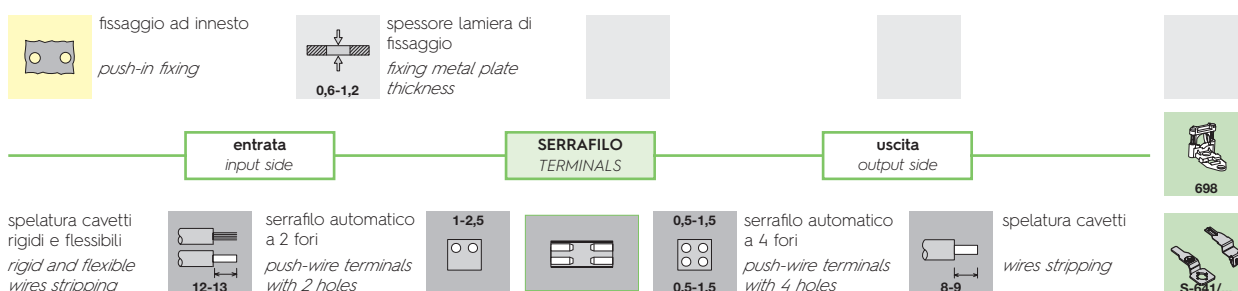 fissaggio ad innesto
push-in fixing
spessore lamiera di
fissaggio
fixing metal plate
thickness
0,6-1,2
entrata
input side
SERRAFILO
TERMINALS
uscita
output side
698
spelatura cavetti
rigidi e flessibili
rigid and flexible
wires stripping
12-13
serrafilo automatico
a 2 fori
push-wire terminals
with 2 holes
1-2,5
0,5-1,5
0,5-1,5
serrafilo automatico
a 4 fori
push-wire terminals
with 4 holes
8-9
spelatura cavetti
wires stripping
S-641/